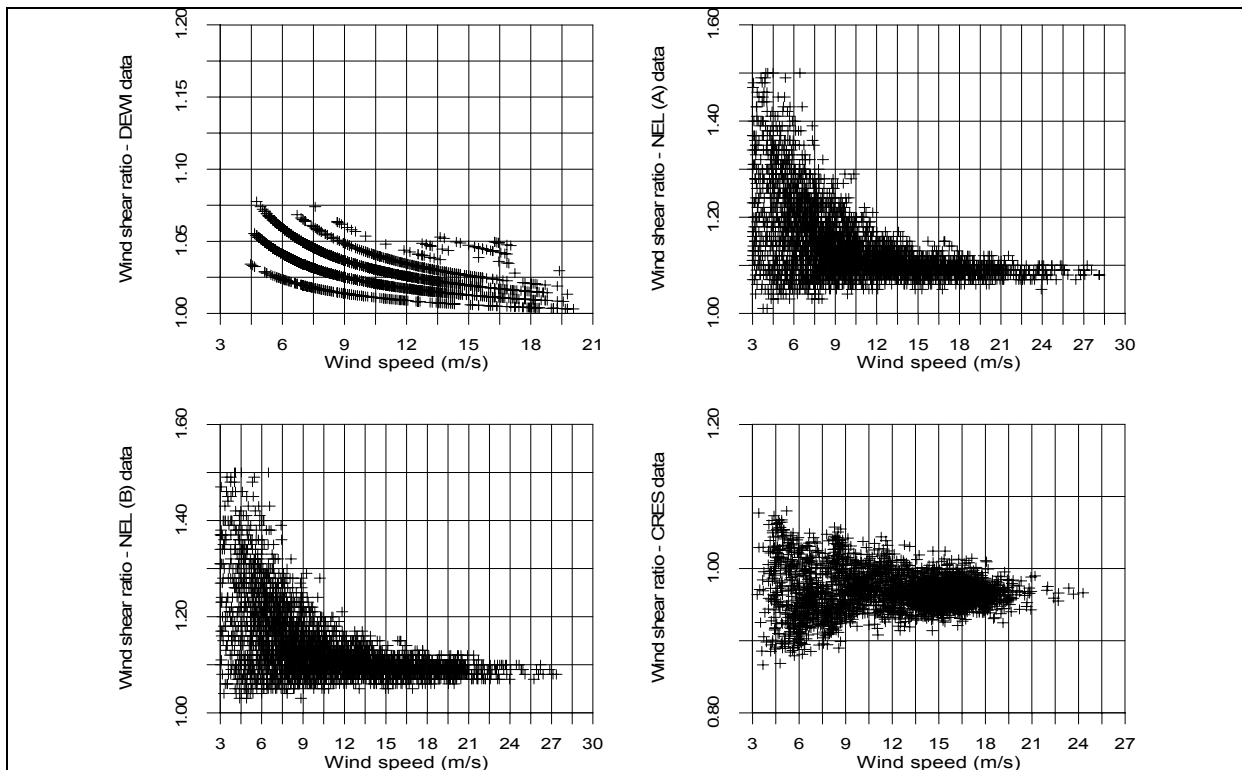 Wind shear ratio - DEWI data
1.20
1.15
1.10
1.05
1.00
3 6 9 12 15 18 21
Wind speed (m/s)
Wind shear ratio - NEL (A) data
1.60
1.40
1.20
1.00
3 6 9 12 15 18 21 24 27 30
Wind speed (m/s)
Wind shear ratio - NEL (B) data
1.60
1.40
1.20
1.00
3 6 9 12 15 18 21 24 27 30
Wind speed (m/s)
Wind shear ratio - CRES data
1.20
1.00
0.80
3 6 9 12 15 18 21 24 27
Wind speed (m/s)